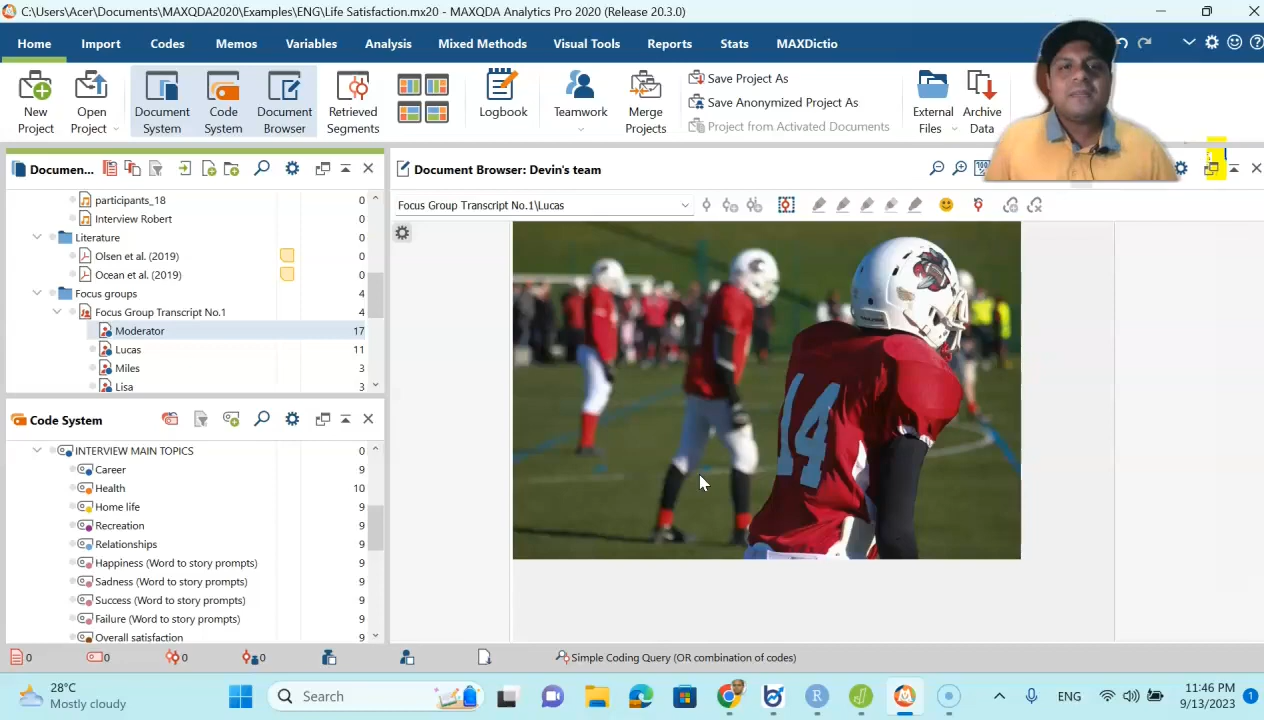 C:\Users\Acer\Documents\MAXQDA2020\Examples\ENG\Life Satisfaction.mx20 - MAXQDA Analytics Pro 2020 (Release 20.3.0)
Home Import Codes Memos Variables Analysis Mixed Methods Visual Tools Reports Stats MAXDictio
New Project
Open Project
Document System
Code System
Document Browser
Retrieved Segments
Logbook
Teamwork
Merge Projects
Save Project As
Save Anonymized Project As
Project from Activated Documents
External Files
Archive Data
Documen...
participants_18 0
Interview Robert 0
Literature 0
Olsen et al. (2019) 0
Ocean et al. (2019) 0
Focus groups 4
Focus Group Transcript No.1 4
Moderator 17
Lucas 11
Miles 3
Lisa 3
Code System
INTERVIEW MAIN TOPICS 0
Career 9
Health 10
Home life 9
Recreation 9
Relationships 9
Happiness (Word to story prompts) 9
Sadness (Word to story prompts) 9
Success (Word to story prompts) 9
Failure (Word to story prompts) 9
Overall satisfaction 9
Document Browser: Devin's team
Focus Group Transcript No.1\Lucas
14
0 0 0 0
Simple Coding Query (OR combination of codes)
28°C
Mostly cloudy
Search
ENG
11:46 PM
9/13/2023
1